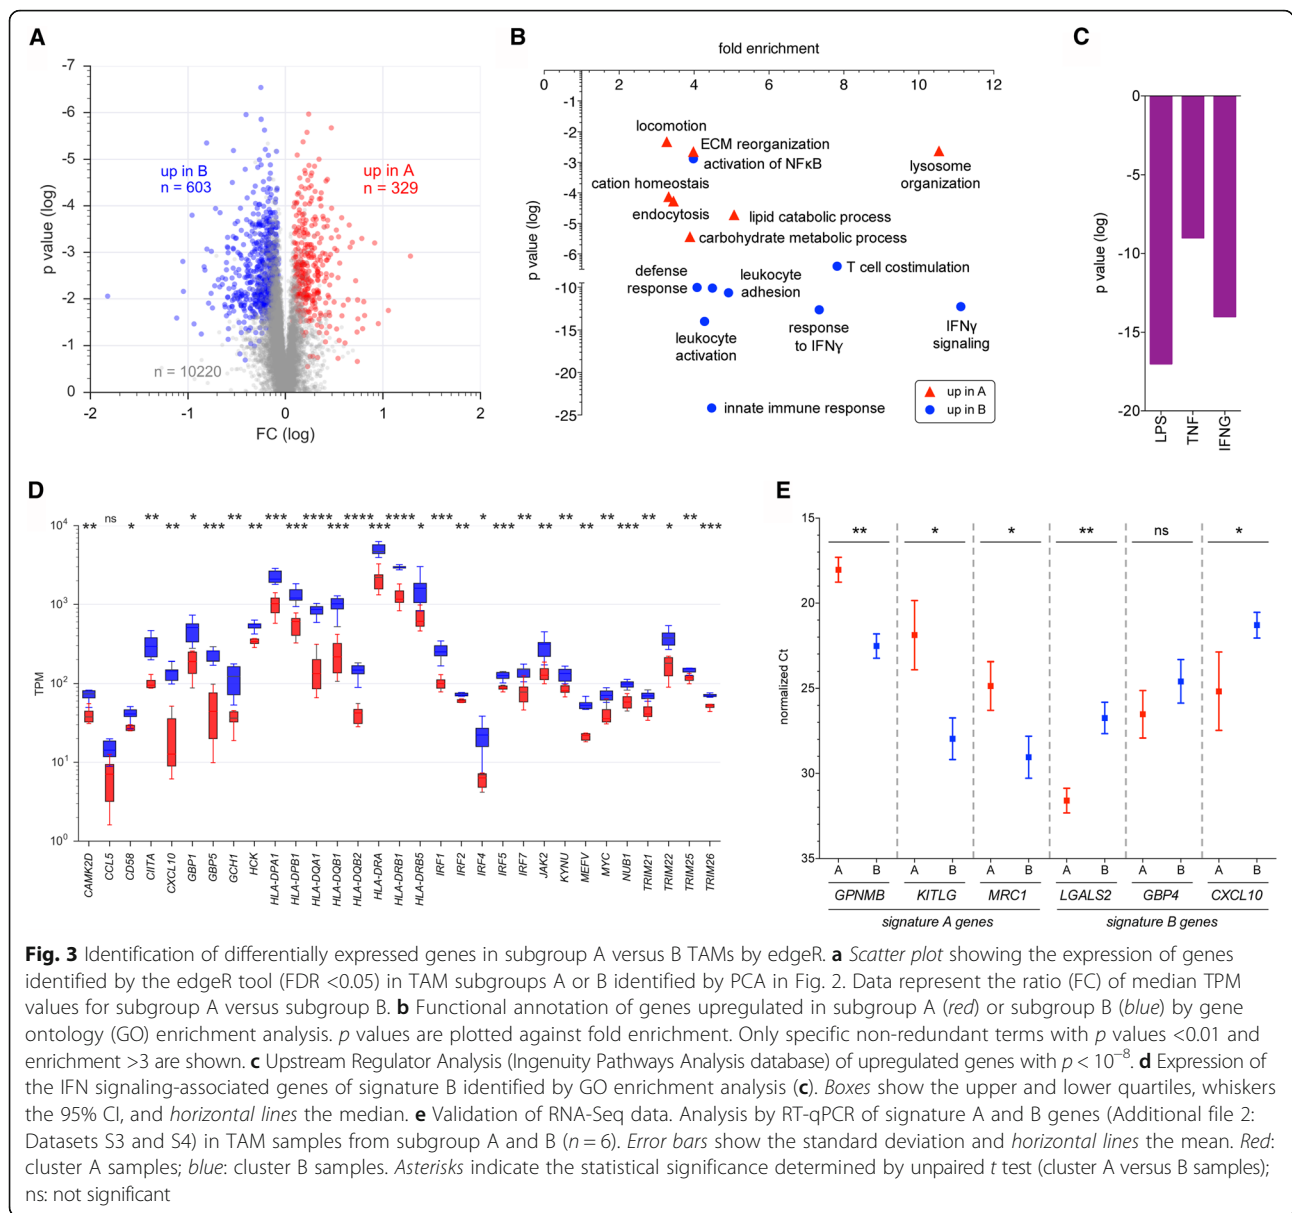 A
-7
-6
-5
-4
-3
-2
-1
0
p value (log)
up in B
n = 603
up in A
n = 329
n = 10220
-2
-1
0
1
2
FC (log)
B
fold enrichment
0
4
6
8
10
12
-1
-2
-3
-4
-5
-6
-10
-15
-20
-25
p value (log)
locomotion
ECM reorganization
activation of NFκB
lysosome
organization
cation homeostais
endocytosis
lipid catabolic process
carbohydrate metabolic process
T cell costimulation
defense
response
leukocyte
adhesion
leukocyte
activation
response
to IFNγ
IFNγ
signaling
innate immune response
up in A
up in B
C
0
-5
-10
-15
-20
p value (log)
LPS
TNF
IFNG
D
** ns * ** ** * *** ** ** *** *** **** *** **** *** **** * *** ** * *** ** ** ** ** ** *** ** * ** ***
10⁴
10³
10²
10¹
10⁰
TPM
CAMK2D
CCL5
CD58
CIITA
CXCL10
GBP1
GBP5
GCH1
HCK
HLA-DPA1
HLA-DPB1
HLA-DQA1
HLA-DQB1
HLA-DQB2
HLA-DRA
HLA-DRB1
HLA-DRB5
IRF1
IRF2
IRF4
IRF5
IRF7
JAK2
KYNU
MEFV
MYC
NUB1
TRIM21
TRIM22
TRIM25
TRIM26
E
15
20
25
30
35
normalized Ct
** * * ** ns *
A B A B A B A B A B A B
GPNMB KITLG MRC1 LGALS2 GBP4 CXCL10
signature A genes signature B genes
Fig. 3 Identification of differentially expressed genes in subgroup A versus B TAMs by edgeR. a Scatter plot showing the expression of genes
identified by the edgeR tool (FDR <0.05) in TAM subgroups A or B identified by PCA in Fig. 2. Data represent the ratio (FC) of median TPM
values for subgroup A versus subgroup B. b Functional annotation of genes upregulated in subgroup A (red) or subgroup B (blue) by gene
ontology (GO) enrichment analysis. p values are plotted against fold enrichment. Only specific non-redundant terms with p values <0.01 and
enrichment >3 are shown. c Upstream Regulator Analysis (Ingenuity Pathways Analysis database) of upregulated genes with p < 10⁻⁸. d Expression of
the IFN signaling-associated genes of signature B identified by GO enrichment analysis (c). Boxes show the upper and lower quartiles, whiskers
the 95% CI, and horizontal lines the median. e Validation of RNA-Seq data. Analysis by RT-qPCR of signature A and B genes (Additional file 2:
Datasets S3 and S4) in TAM samples from subgroup A and B (n = 6). Error bars show the standard deviation and horizontal lines the mean. Red:
cluster A samples; blue: cluster B samples. Asterisks indicate the statistical significance determined by unpaired t test (cluster A versus B samples);
ns: not significant